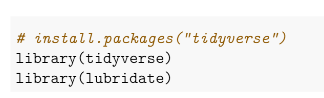 # install.packages("tidyverse")
library(tidyverse)
library(lubridate)